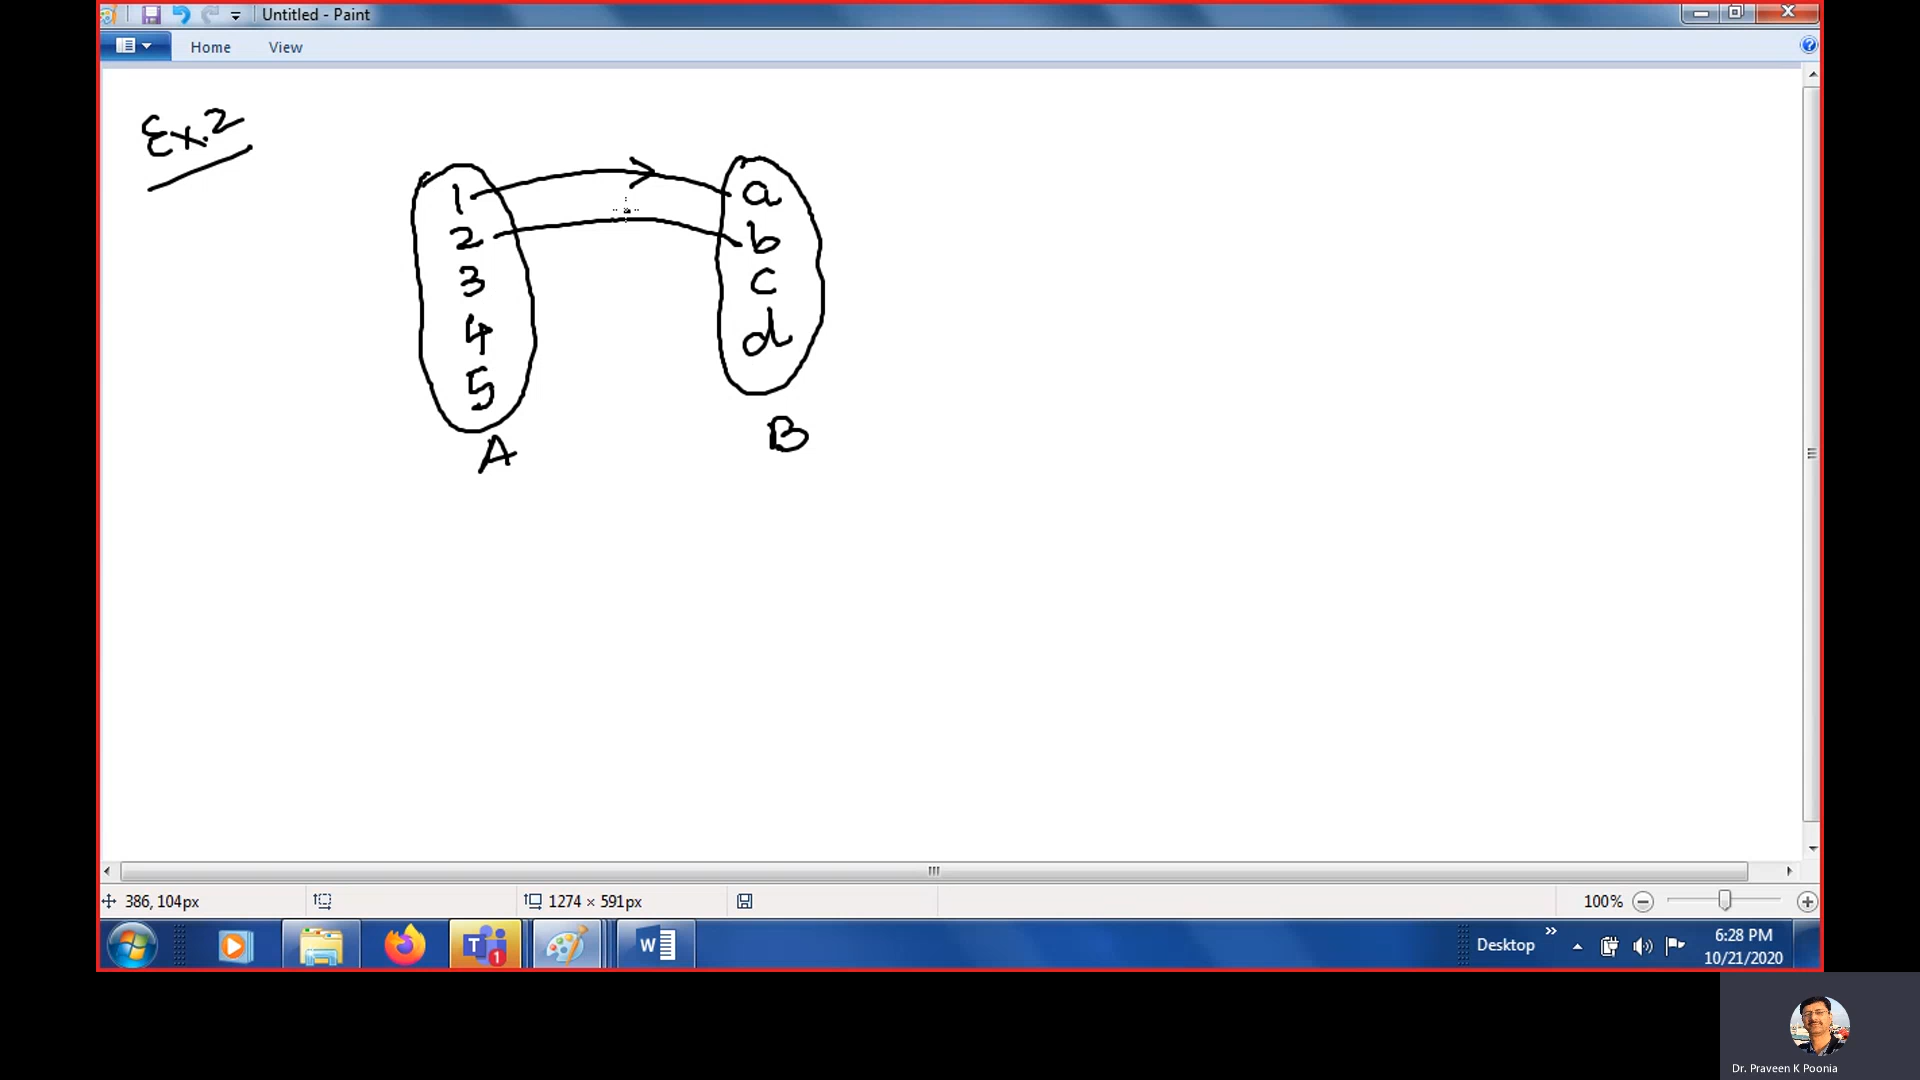 Untitled - Paint
Home View
Ex.2
1 a
2 b
3 c
4 d
5
A B
386, 104px 1274 × 591px 100%
T 1 W Desktop 6:28 PM
10/21/2020
Dr. Praveen K Poonia